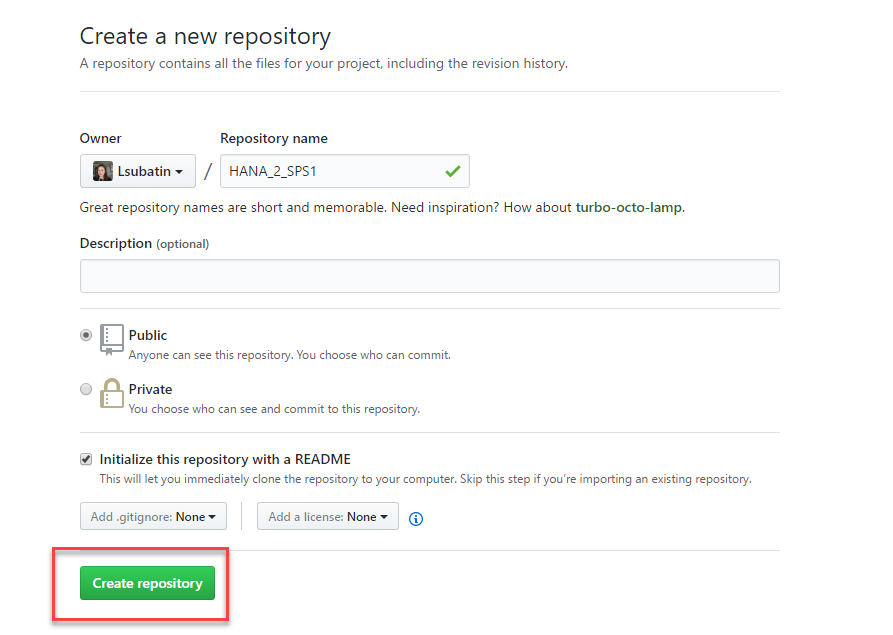 Create a new repository
A repository contains all the files for your project, including the revision history.
Owner
Repository name
Lsubatin
/
HANA_2_SPS1
Great repository names are short and memorable. Need inspiration? How about turbo-octo-lamp.
Description (optional)
Public
Anyone can see this repository. You choose who can commit.
Private
You choose who can see and commit to this repository.
Initialize this repository with a README
This will let you immediately clone the repository to your computer. Skip this step if you’re importing an existing repository.
Add .gitignore: None
Add a license: None
Create repository